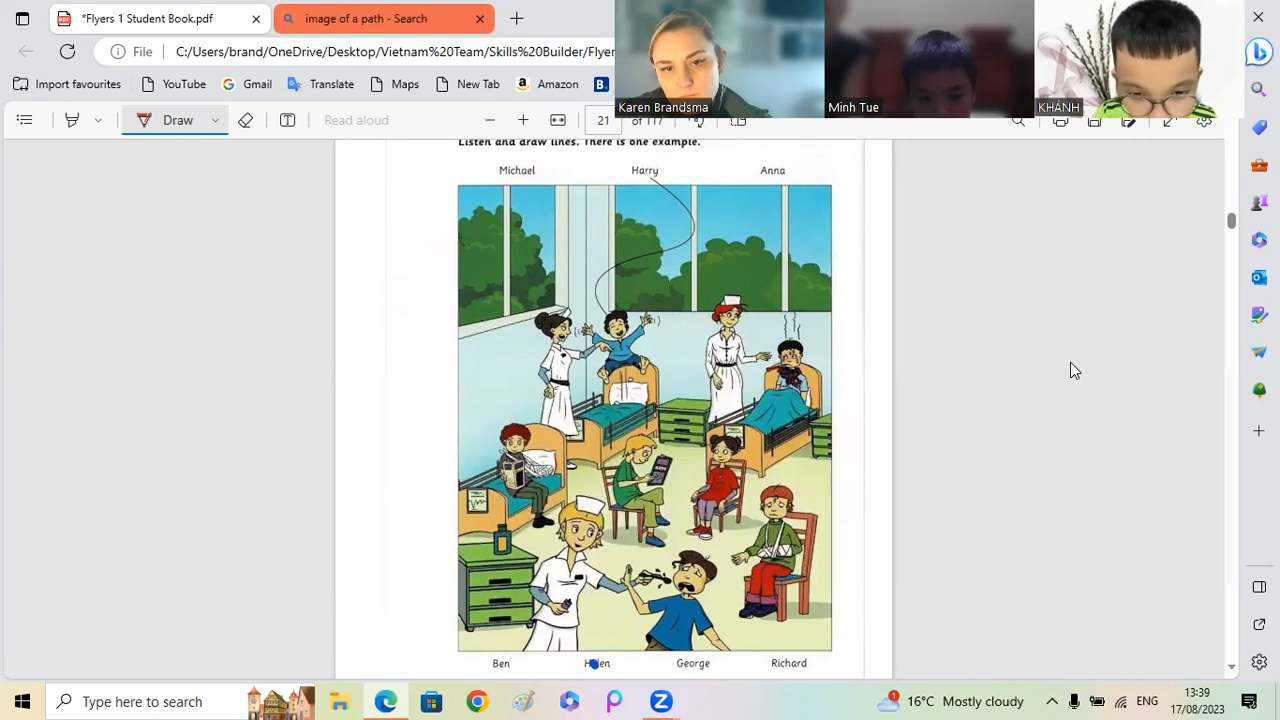 *Flyers 1 Student Book.pdf
image of a path - Search
File
C:/Users/brand/OneDrive/Desktop/Vietnam%20Team/Skills%20Builder/Flyer
Import favourites
YouTube
Gmail
Translate
Maps
New Tab
Amazon
Karen Brandsma
Minh Tue
KHÁNH
Draw
Read aloud
21 of 117
Listen and draw lines. There is one example.
Michael
Harry
Anna
Ben
Helen
George
Richard
Type here to search
1
16°C Mostly cloudy
ENG
13:39
17/08/2023